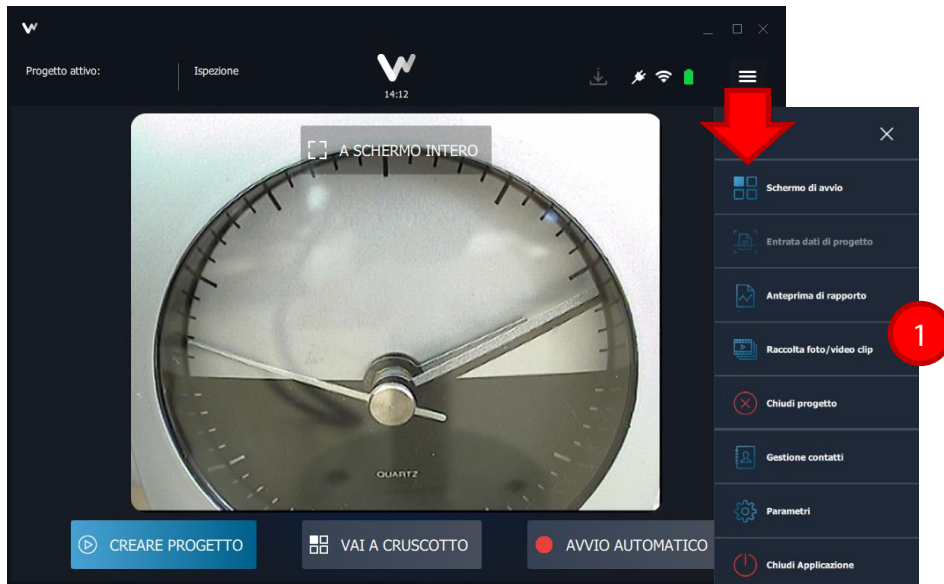 Progetto attivo:
Ispezione
14:12
A SCHERMO INTERO
QUARTZ
CREARE PROGETTO
VAI A CRUSCOTTO
AVVIO AUTOMATICO
Schermo di avvio
Entrata dati di progetto
Anteprima di rapporto
Raccolta foto/video clip
1
Chiudi progetto
Gestione contatti
Parametri
Chiudi Applicazione